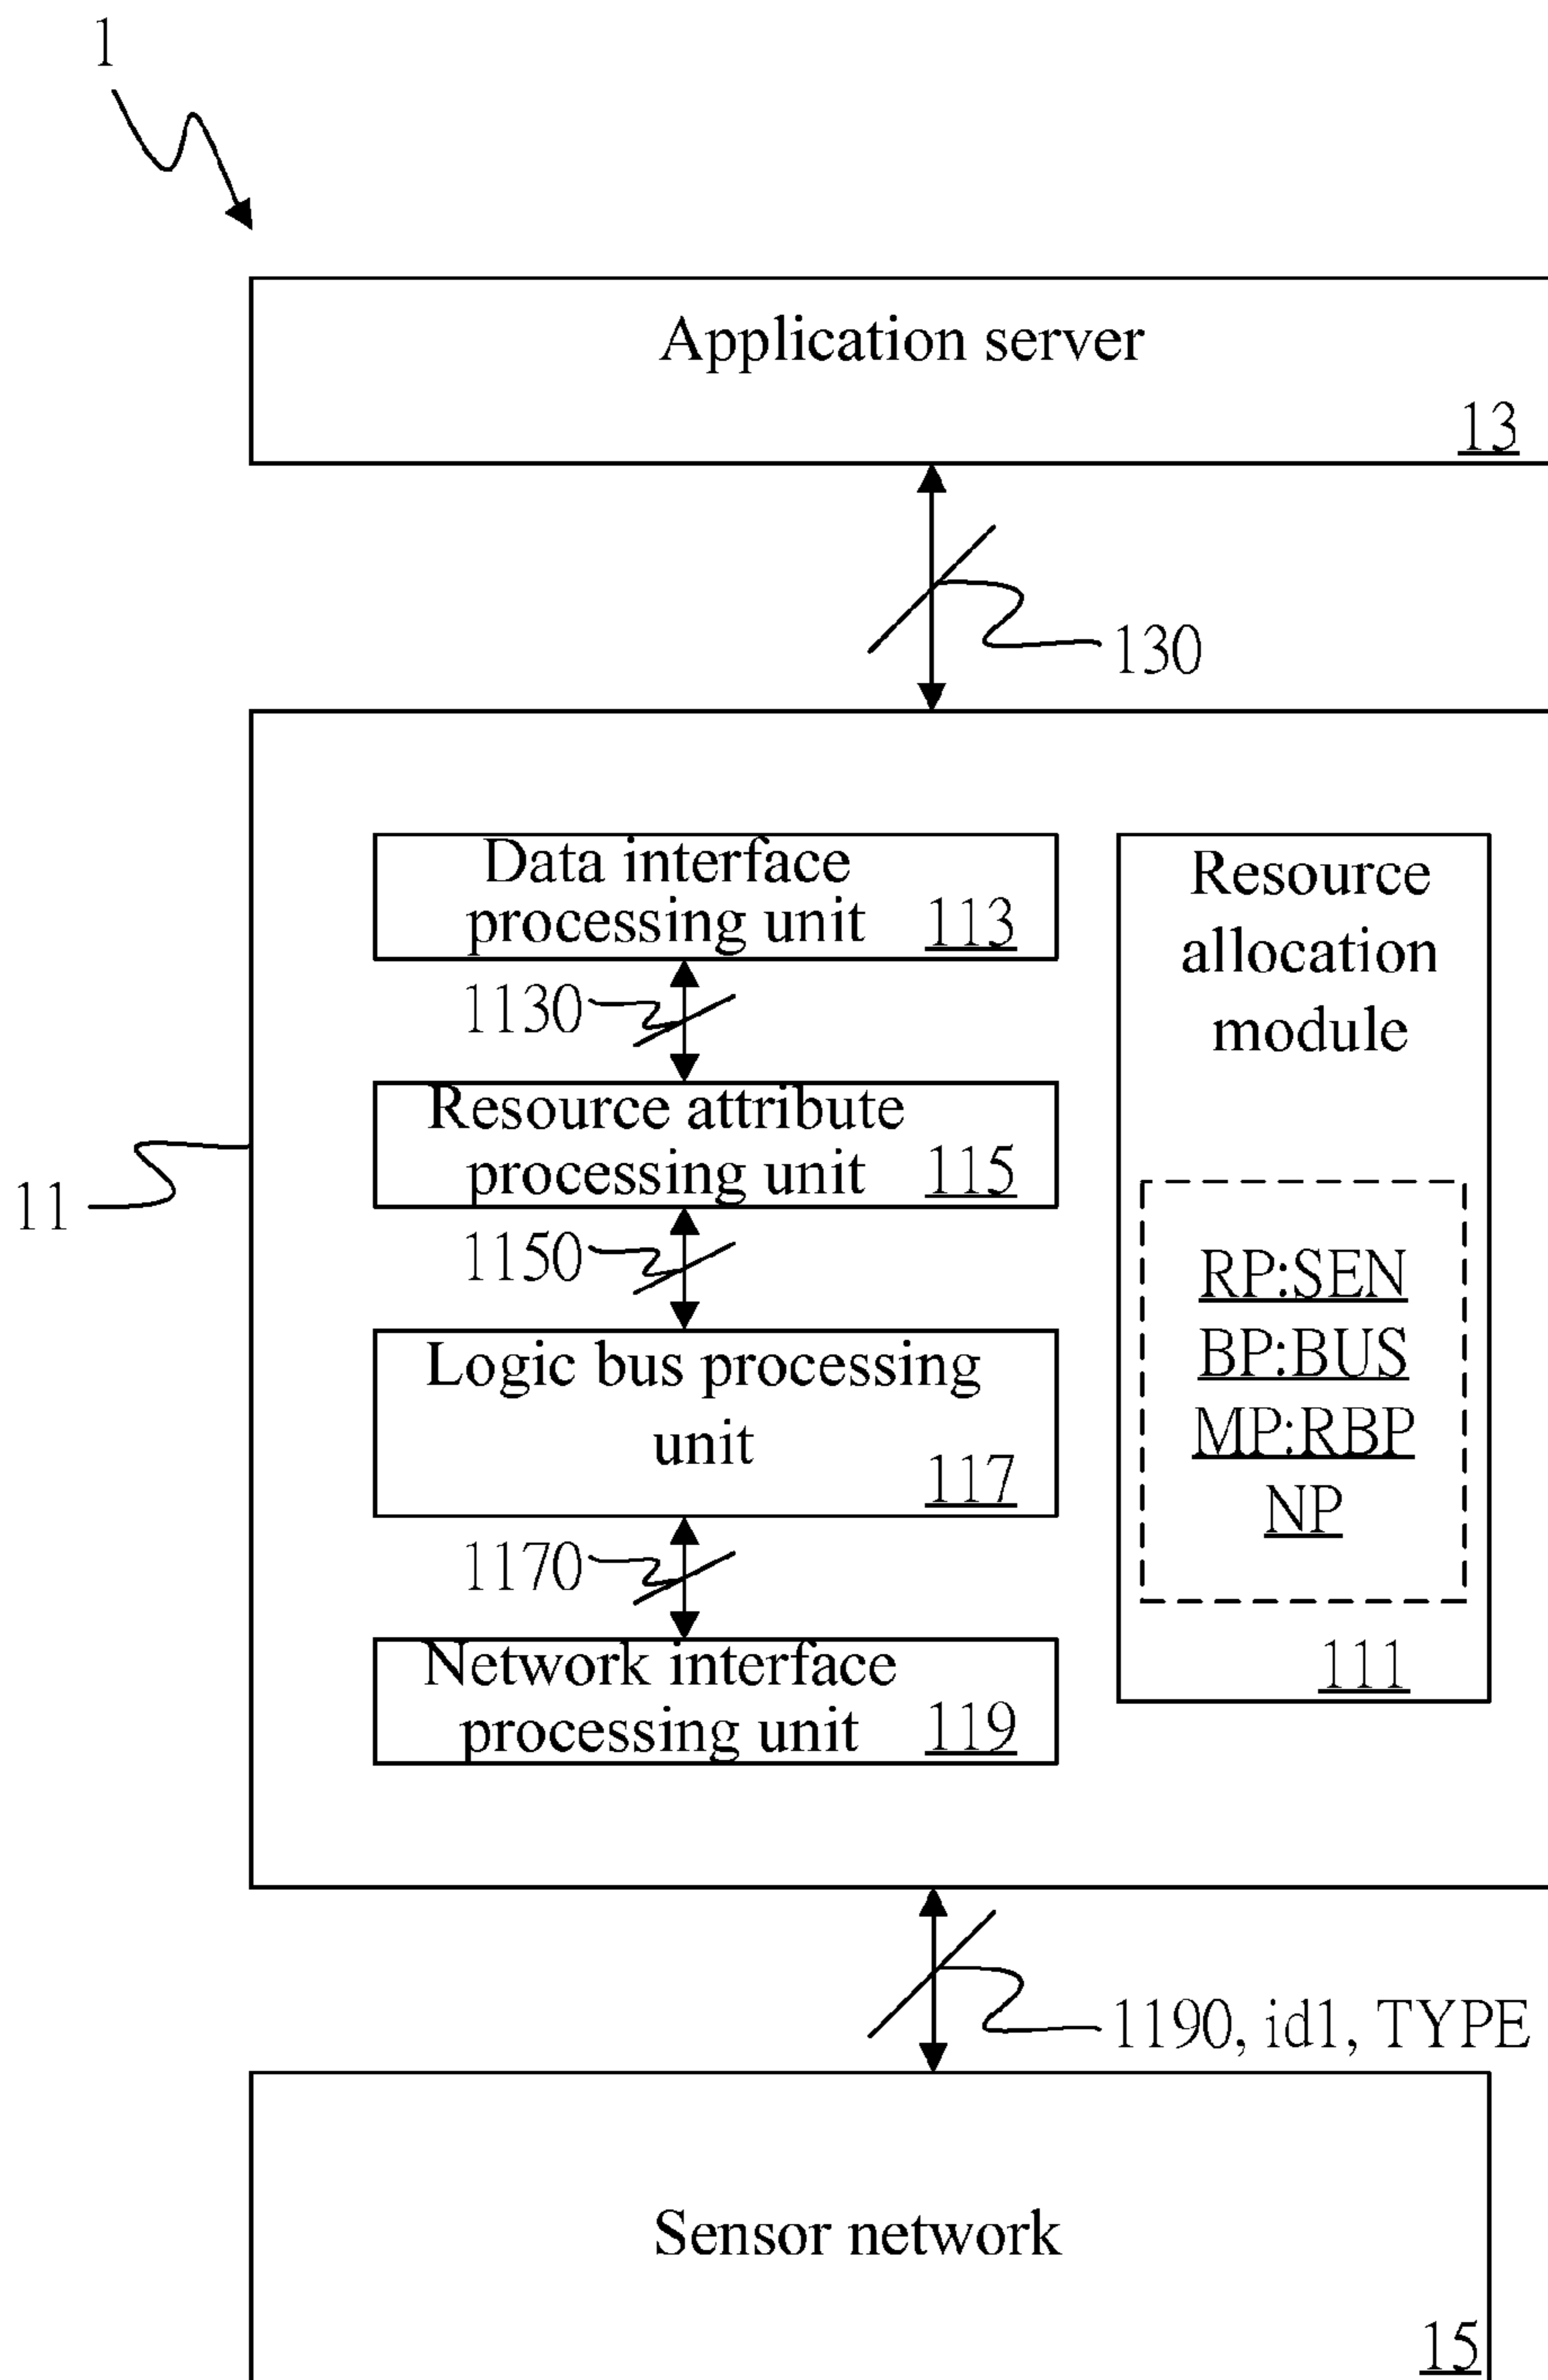 1
Application server
13
130
Data interface
processing unit 113
1130
Resource attribute
processing unit 115
1150
Logic bus processing
unit
117
1170
Network interface
processing unit 119
Resource
allocation
module
RP:SEN
BP:BUS
MP:RBP
NP
111
11
1190, id1, TYPE
Sensor network
15